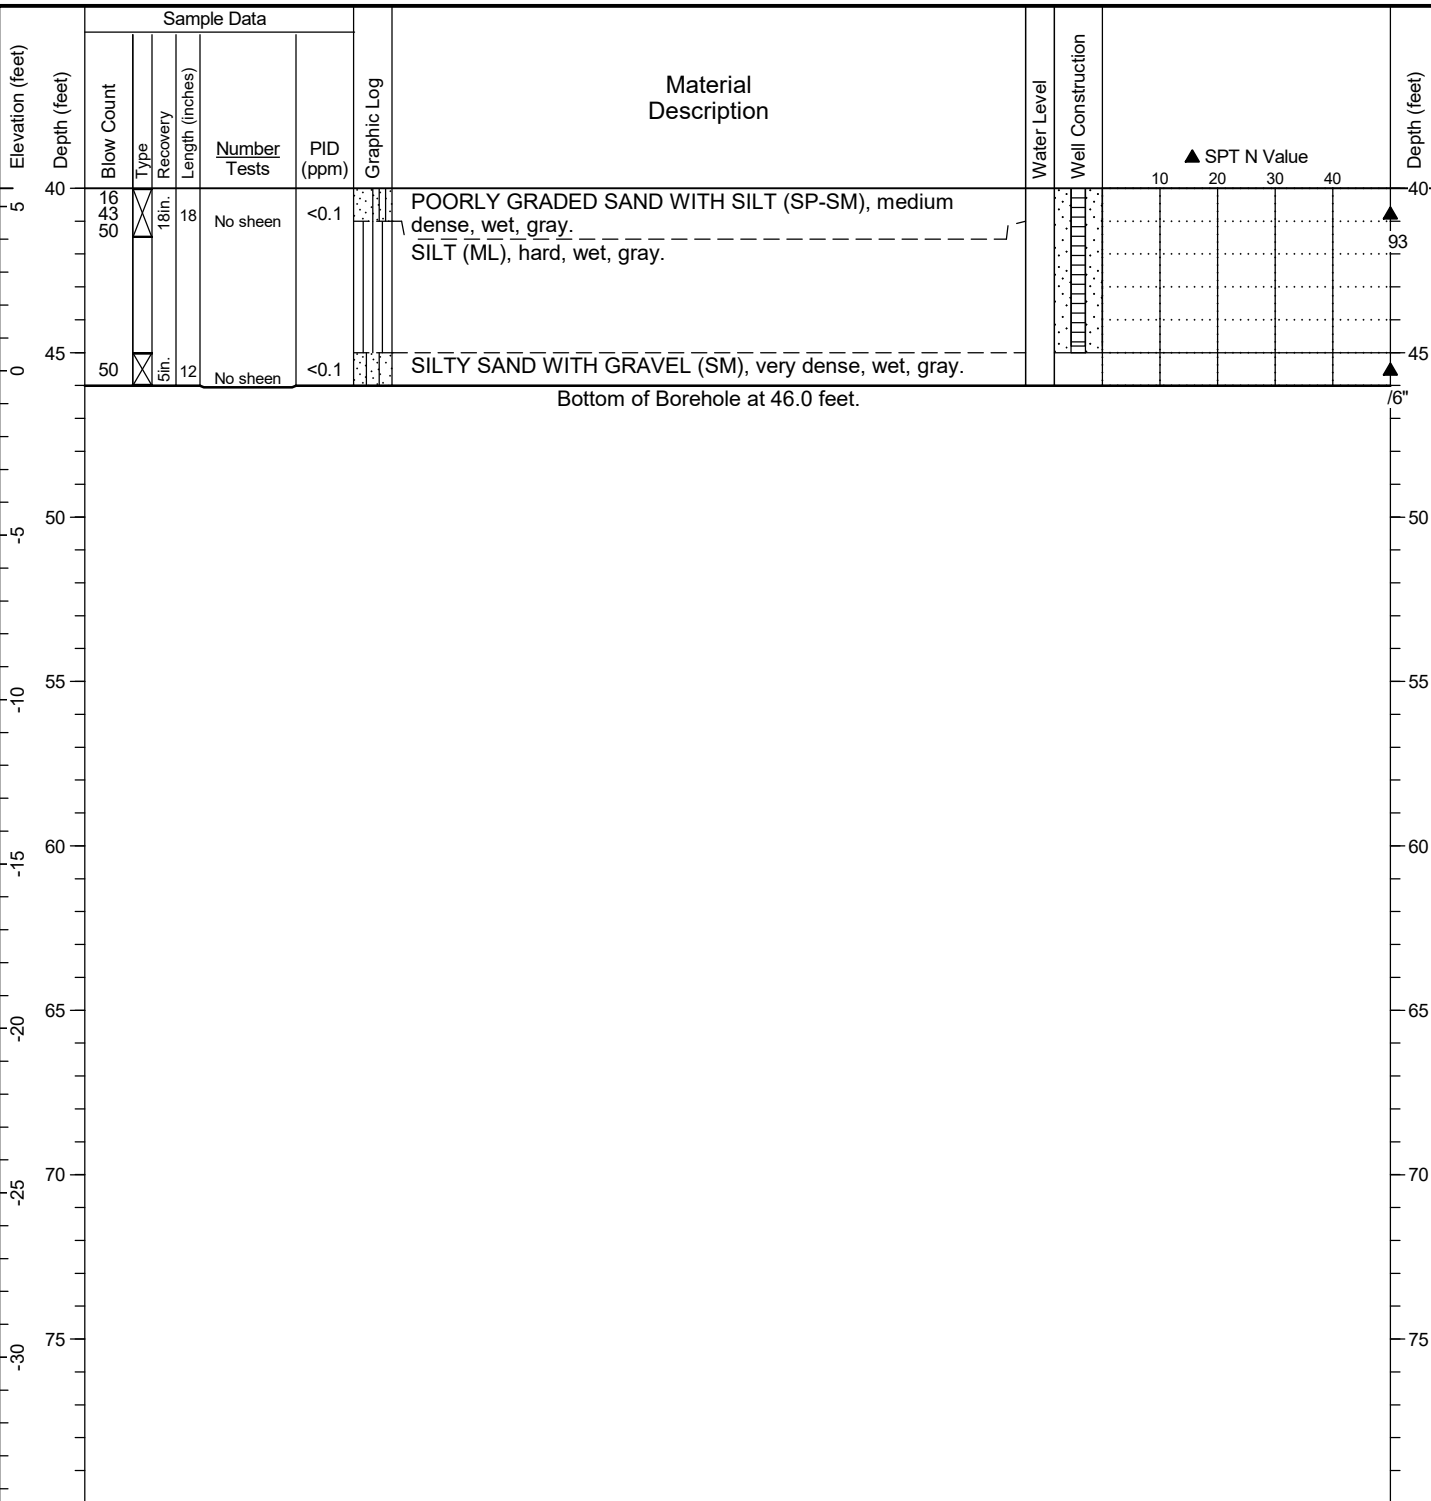 Sample Data
Elevation (feet)
Depth (feet)
Blow Count
Type
Recovery
Length (inches)
Number
Tests
PID
(ppm)
Graphic Log
Material
Description
Water Level
Well Construction
▲ SPT N Value
10 20 30 40
Depth (feet)
5
40
16
43
50
18in.
18
No sheen
<0.1
POORLY GRADED SAND WITH SILT (SP-SM), medium
dense, wet, gray.
SILT (ML), hard, wet, gray.
40
93
0
45
50
5in.
12
No sheen
<0.1
SILTY SAND WITH GRAVEL (SM), very dense, wet, gray.
45
/6"
Bottom of Borehole at 46.0 feet.
-5
50
50
-10
55
55
-15
60
60
-20
65
65
-25
70
70
-30
75
75